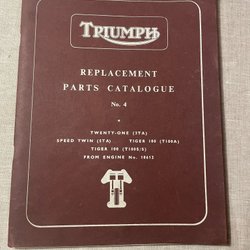 TRIUMPH
REPLACEMENT
PARTS CATALOGUE
No. 4
TWENTY-ONE (3TA)
SPEED TWIN (5TA) TIGER 100 (T100A)
TIGER 100 (T100S/S)
FROM ENGINE No. 18612